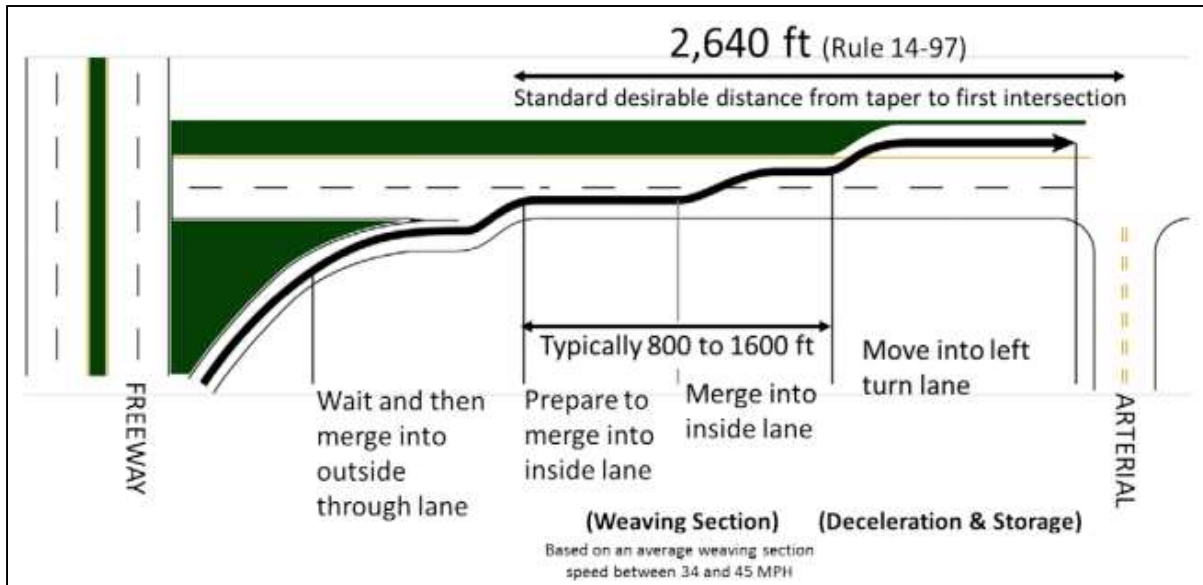 2,640 ft (Rule 14-97)
Standard desirable distance from taper to first intersection
Typically 800 to 1600 ft
Move into left
turn lane
FREEWAY
Wait and then
merge into
outside
through lane
Prepare to
merge into
inside lane
Merge into
inside lane
ARTERIAL
(Weaving Section)
(Deceleration & Storage)
Based on an average weaving section
speed between 34 and 45 MPH